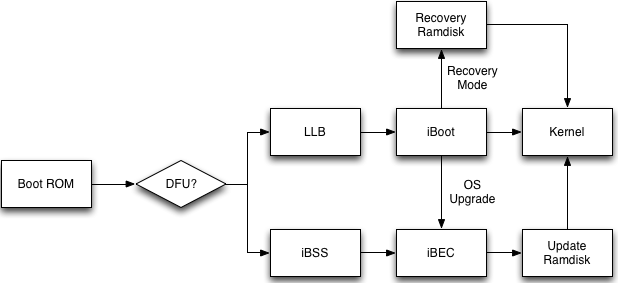 Recovery
Ramdisk
Recovery
Mode
LLB
iBoot
Kernel
Boot ROM
DFU?
OS
Upgrade
iBSS
iBEC
Update
Ramdisk